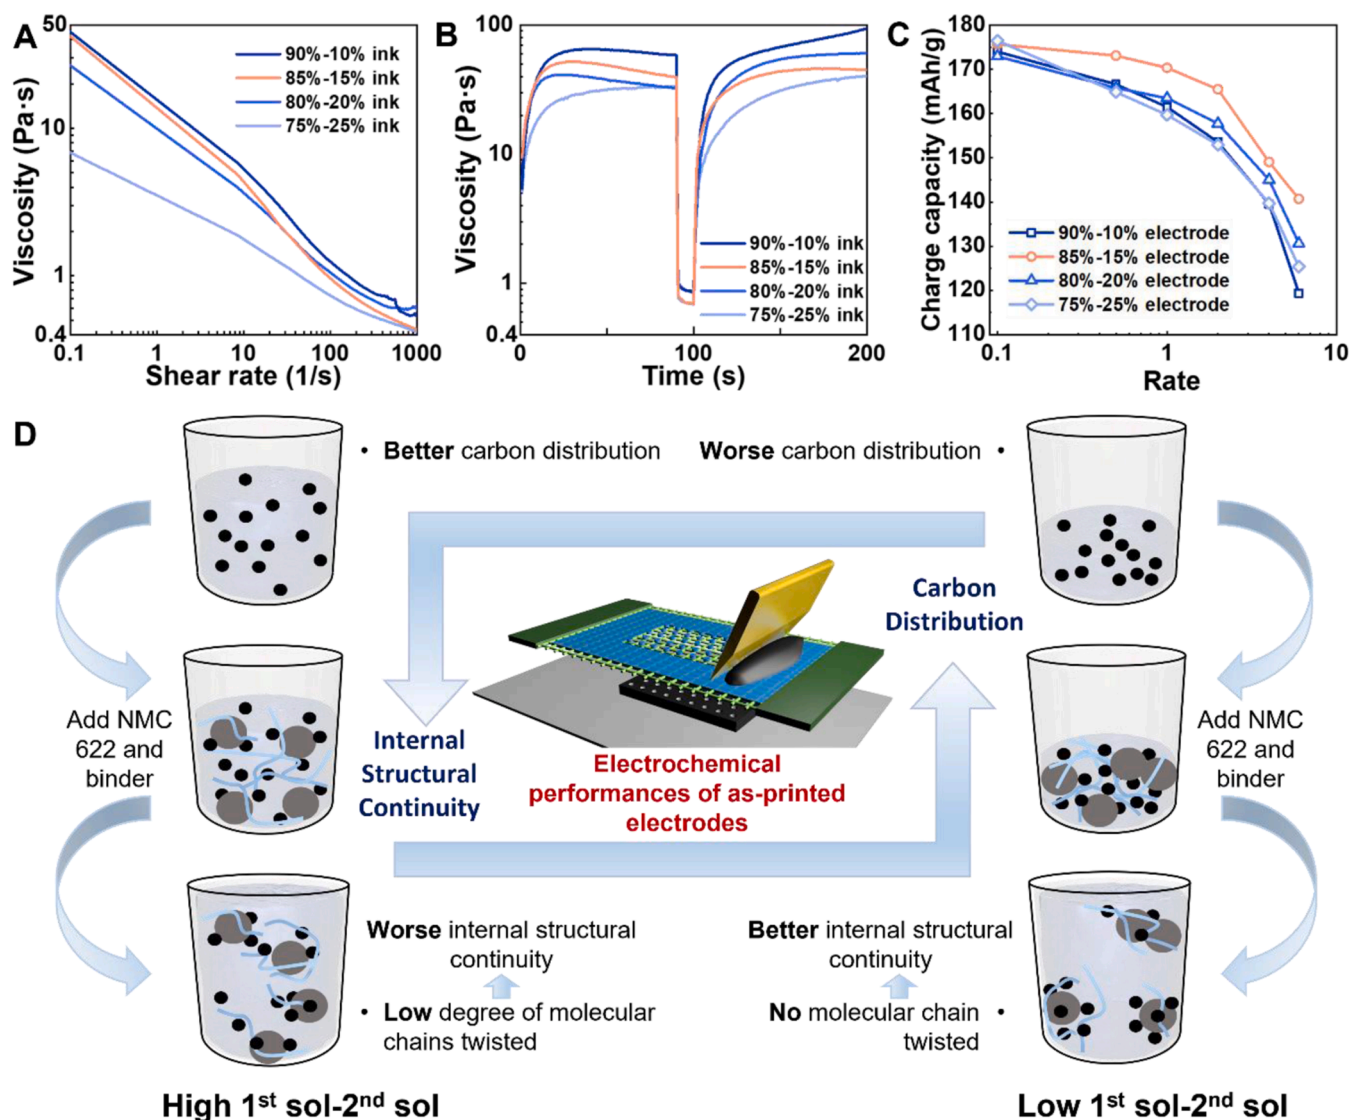 A
50
10
1
0.4
Viscosity (Pa·s)
90%-10% ink
85%-15% ink
80%-20% ink
75%-25% ink
0.1 1 10 100 1000
Shear rate (1/s)
B
100
10
1
0.4
Viscosity (Pa·s)
90%-10% ink
85%-15% ink
80%-20% ink
75%-25% ink
0 100 200
Time (s)
C
180
170
160
150
140
130
120
110
Charge capacity (mAh/g)
90%-10% electrode
85%-15% electrode
80%-20% electrode
75%-25% electrode
0.1 1 10
Rate
D
• Better carbon distribution
Worse carbon distribution •
Carbon
Distribution
Add NMC
622 and
binder
Internal
Structural
Continuity
Electrochemical
performances of as-printed
electrodes
Add NMC
622 and
binder
Worse internal structural
continuity
• Low degree of molecular
chains twisted
Better internal structural
continuity
No molecular chain •
twisted
High 1st sol-2nd sol
Low 1st sol-2nd sol